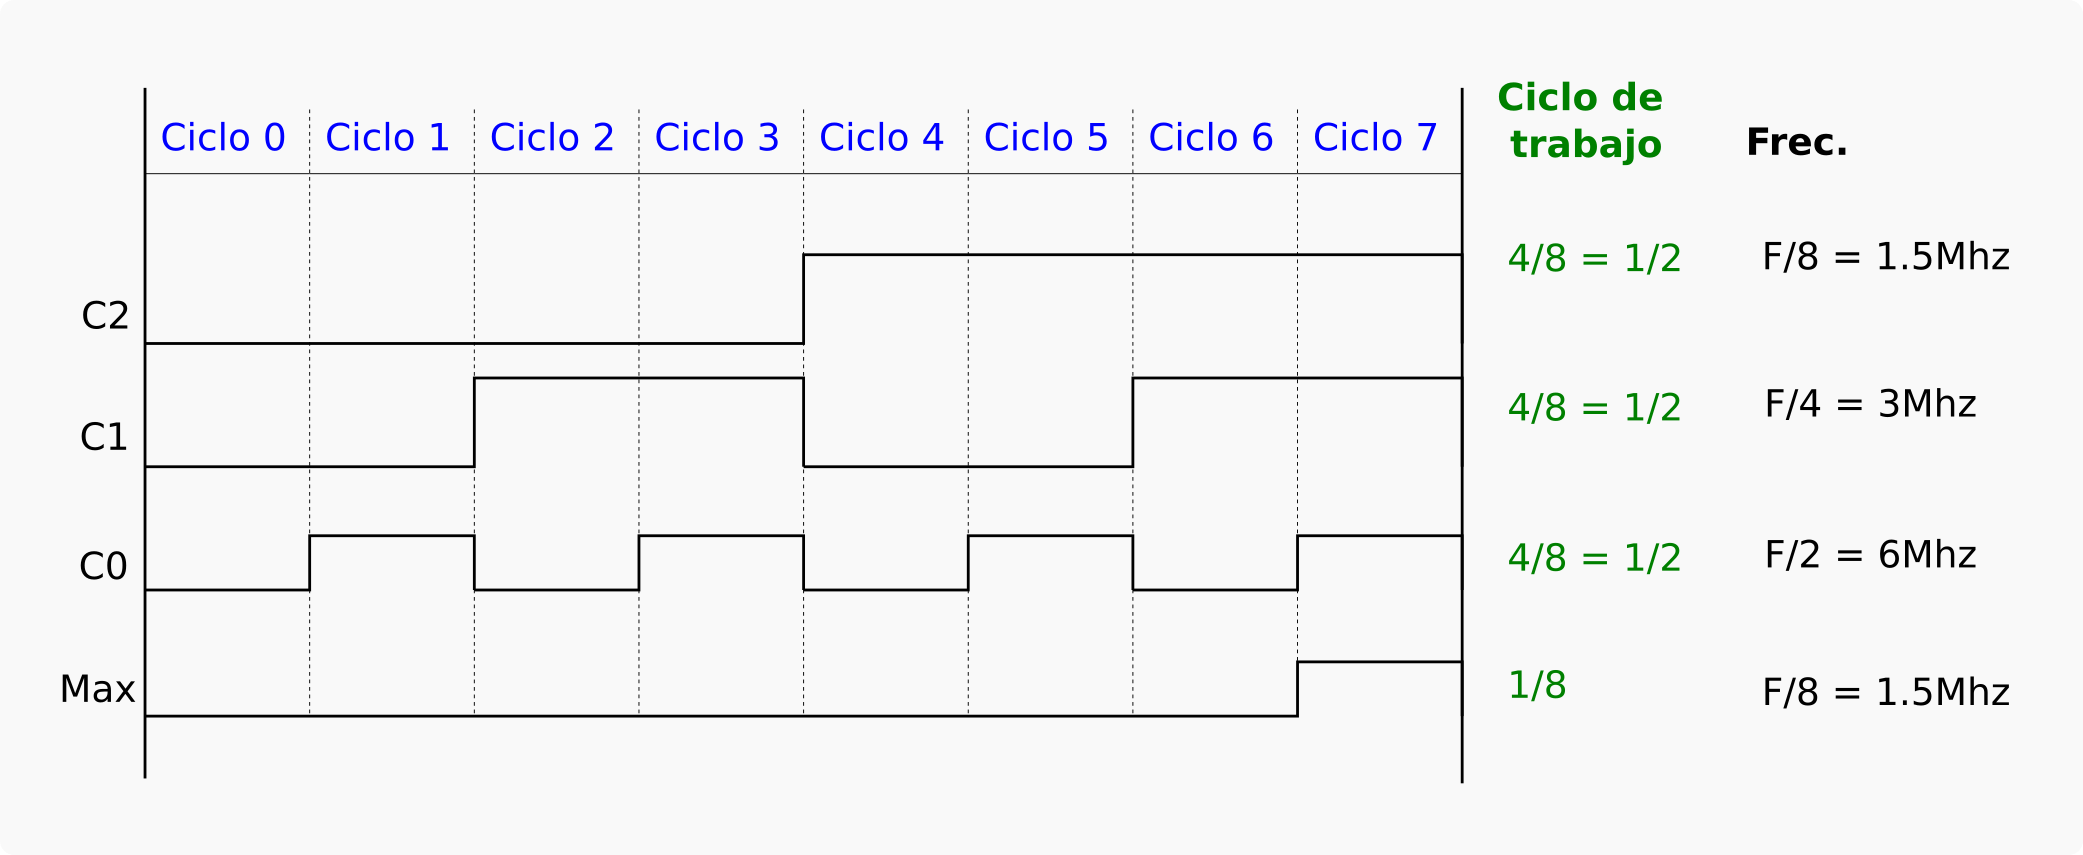 Ciclo 0 Ciclo 1 Ciclo 2 Ciclo 3 Ciclo 4 Ciclo 5 Ciclo 6 Ciclo 7
Ciclo de
trabajo
Frec.
C2
4/8 = 1/2
F/8 = 1.5Mhz
C1
4/8 = 1/2
F/4 = 3Mhz
C0
4/8 = 1/2
F/2 = 6Mhz
Max
1/8
F/8 = 1.5Mhz